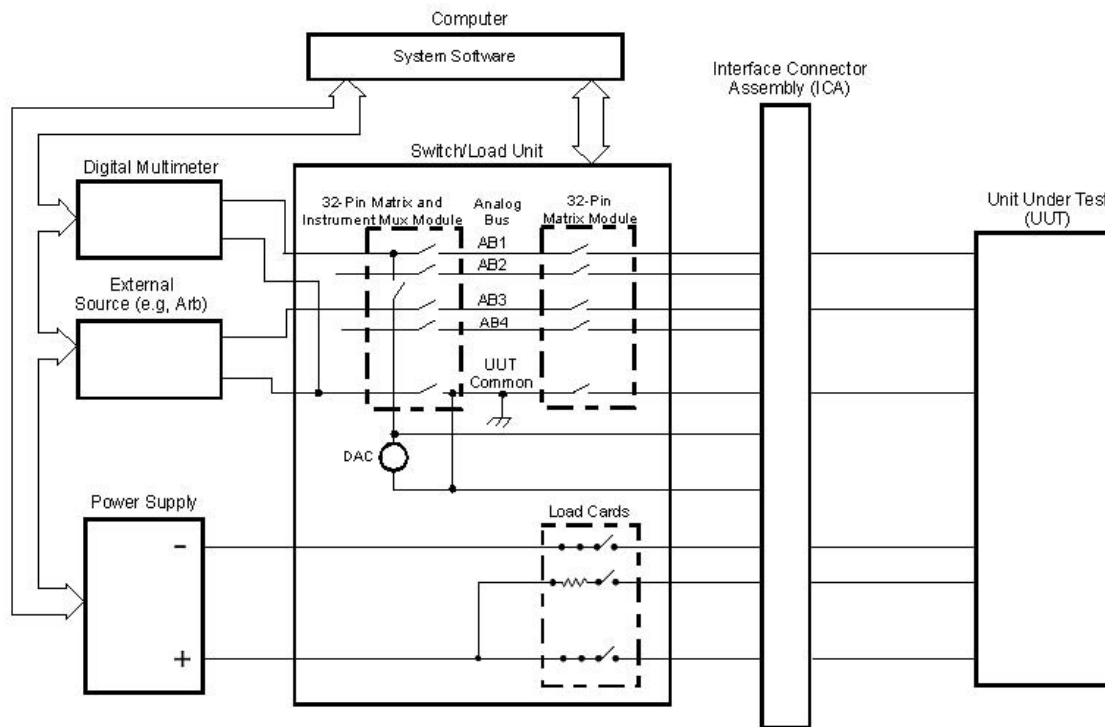 Computer
System Software
Interface Connector
Assembly (ICA)
Switch/Load Unit
Digital Multimeter
32-Pin Matrix and
Instrument Mux Module
Analog
Bus
32-Pin
Matrix Module
Unit Under Test
(UUT)
AB1
AB2
External
Source (e.g, Arb)
AB3
AB4
UUT
Common
DAC
Power Supply
Load Cards
-
+